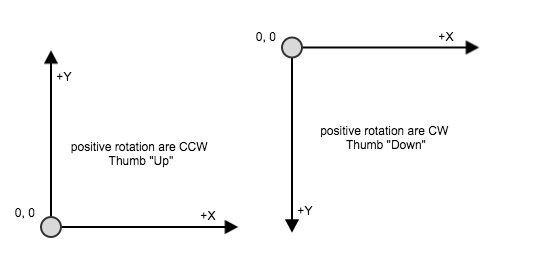 +Y
positive rotation are CCW
Thumb "Up"
0, 0
+X
0, 0
+X
positive rotation are CW
Thumb "Down"
+Y